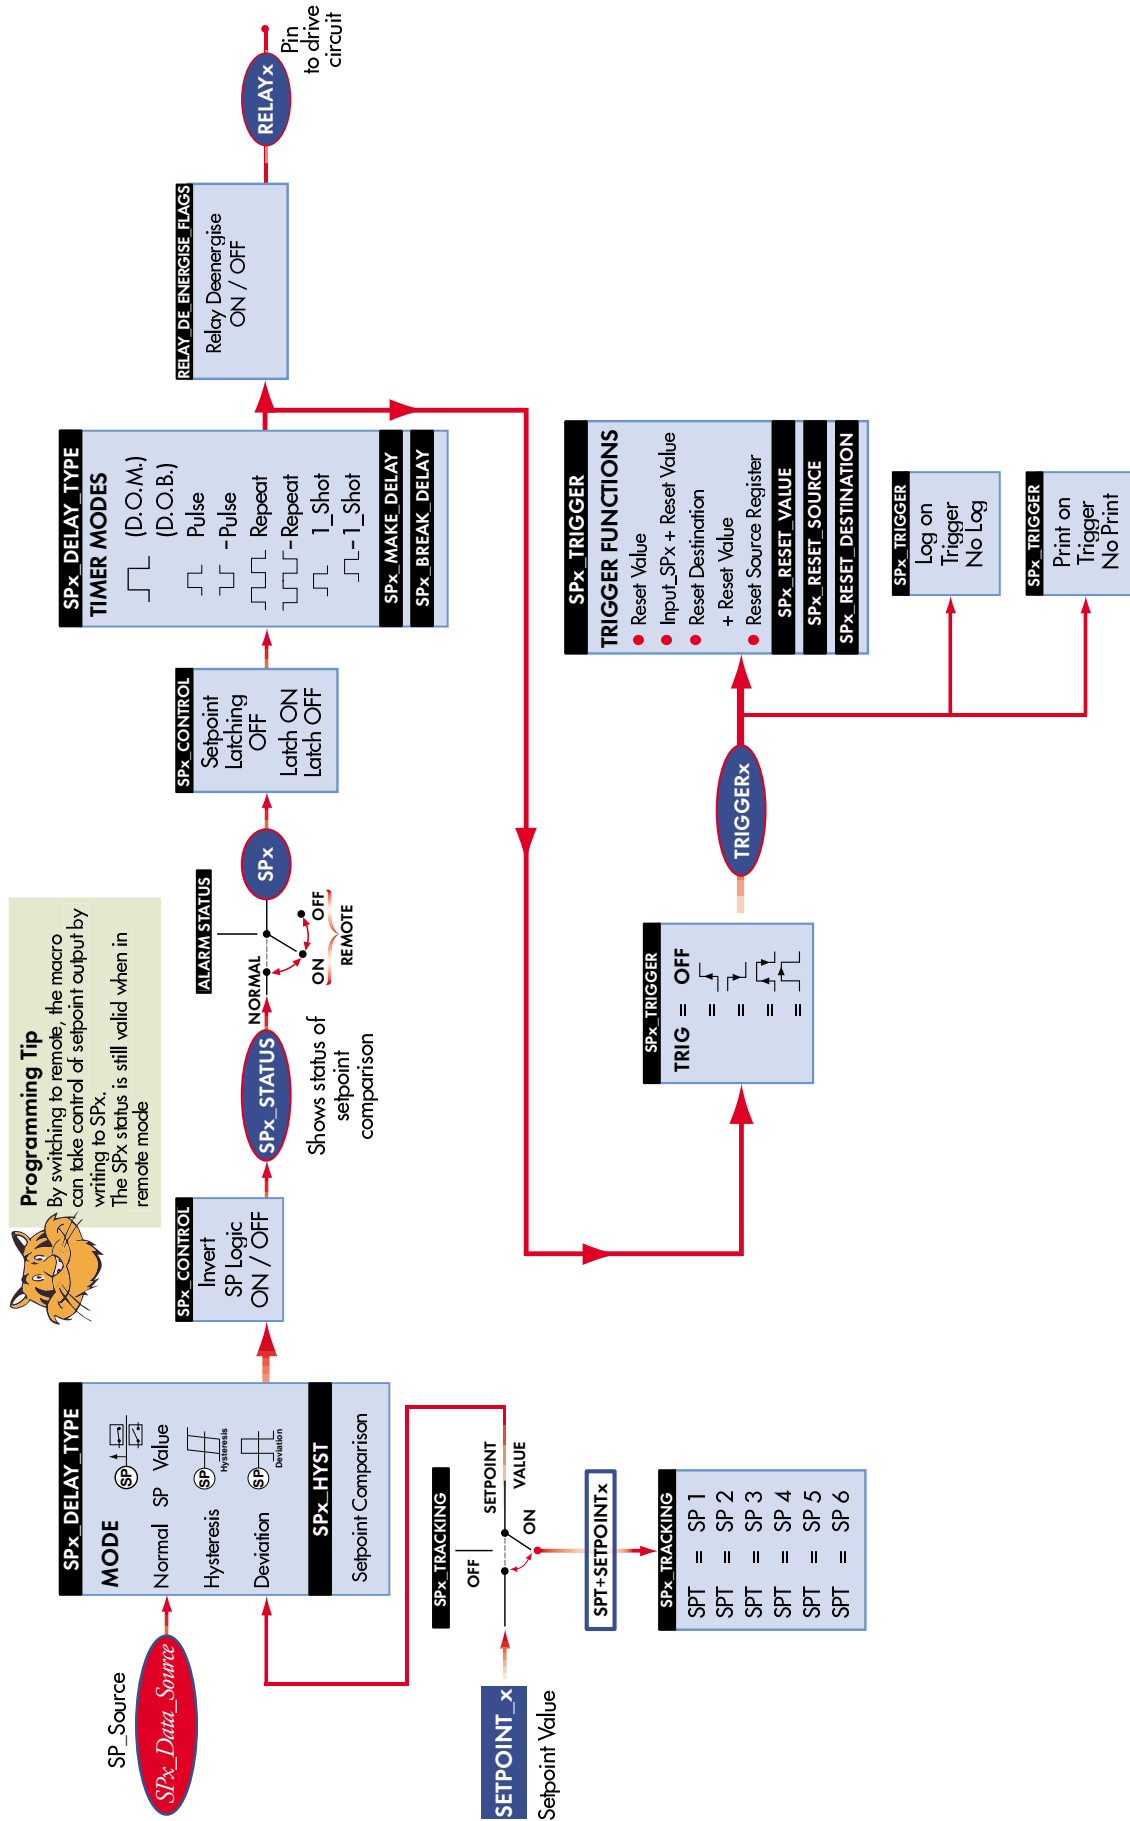 Programming Tip
By switching to remote, the macro
can take control of setpoint output by
writing to SPx.
The SPx status is still valid when in
remote mode
SP_Source
SPx_Data_Source
SPx_DELAY_TYPE
MODE
SP
Normal SP Value
Hysteresis
SP
Hysteresis
Deviation
SP
Deviation
SPx_HYST
Setpoint Comparison
SPx_CONTROL
Invert
SP Logic
ON / OFF
SPx_STATUS
Shows status of
setpoint
comparison
ALARM STATUS
NORMAL
ON OFF
REMOTE
SPx
SPx_CONTROL
Setpoint
Latching
OFF
Latch ON
Latch OFF
SPx_DELAY_TYPE
TIMER MODES
(D.O.M.)
(D.O.B.)
Pulse
-Pulse
Repeat
-Repeat
1_Shot
-1_Shot
SPx_MAKE_DELAY
SPx_BREAK_DELAY
RELAY_DE_ENERGISE_FLAGS
Relay Deenergise
ON / OFF
RELAYx
Pin
to drive
circuit
SETPOINT_x
Setpoint Value
SPx_TRACKING
OFF
SETPOINT
VALUE
ON
SPT+SETPOINTx
SPx_TRACKING
SPT = SP 1
SPT = SP 2
SPT = SP 3
SPT = SP 4
SPT = SP 5
SPT = SP 6
SPx_TRIGGER
TRIG = OFF
=
=
=
=
TRIGGERx
SPx_TRIGGER
TRIGGER FUNCTIONS
● Reset Value
● Input_SPx + Reset Value
● Reset Destination
+ Reset Value
● Reset Source Register
SPx_RESET_VALUE
SPx_RESET_SOURCE
SPx_RESET_DESTINATION
SPx_TRIGGER
Log on
Trigger
No Log
SPx_TRIGGER
Print on
Trigger
No Print